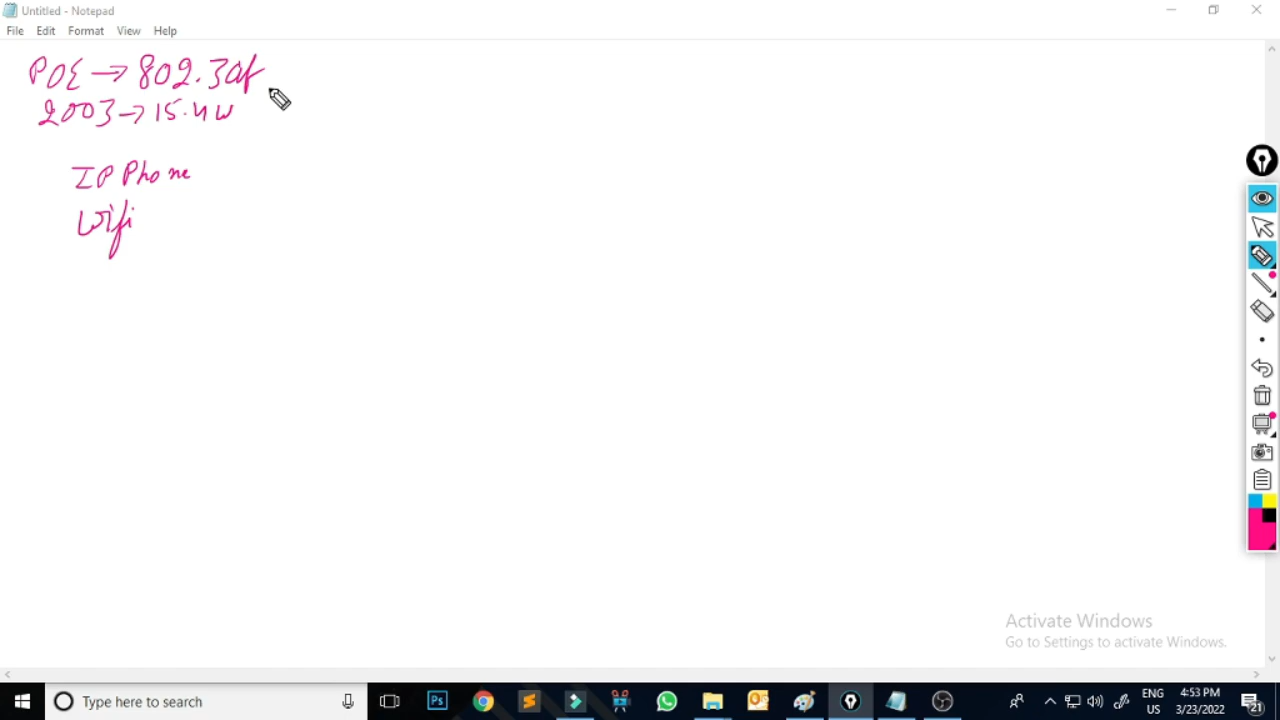 Untitled - Notepad
File Edit Format View Help
POE → 802.3af
2003 → 15.4w
IP Phone
Wifi
Activate Windows
Go to Settings to activate Windows.
Type here to search
Ps
ENG
US
4:53 PM
3/23/2022
21